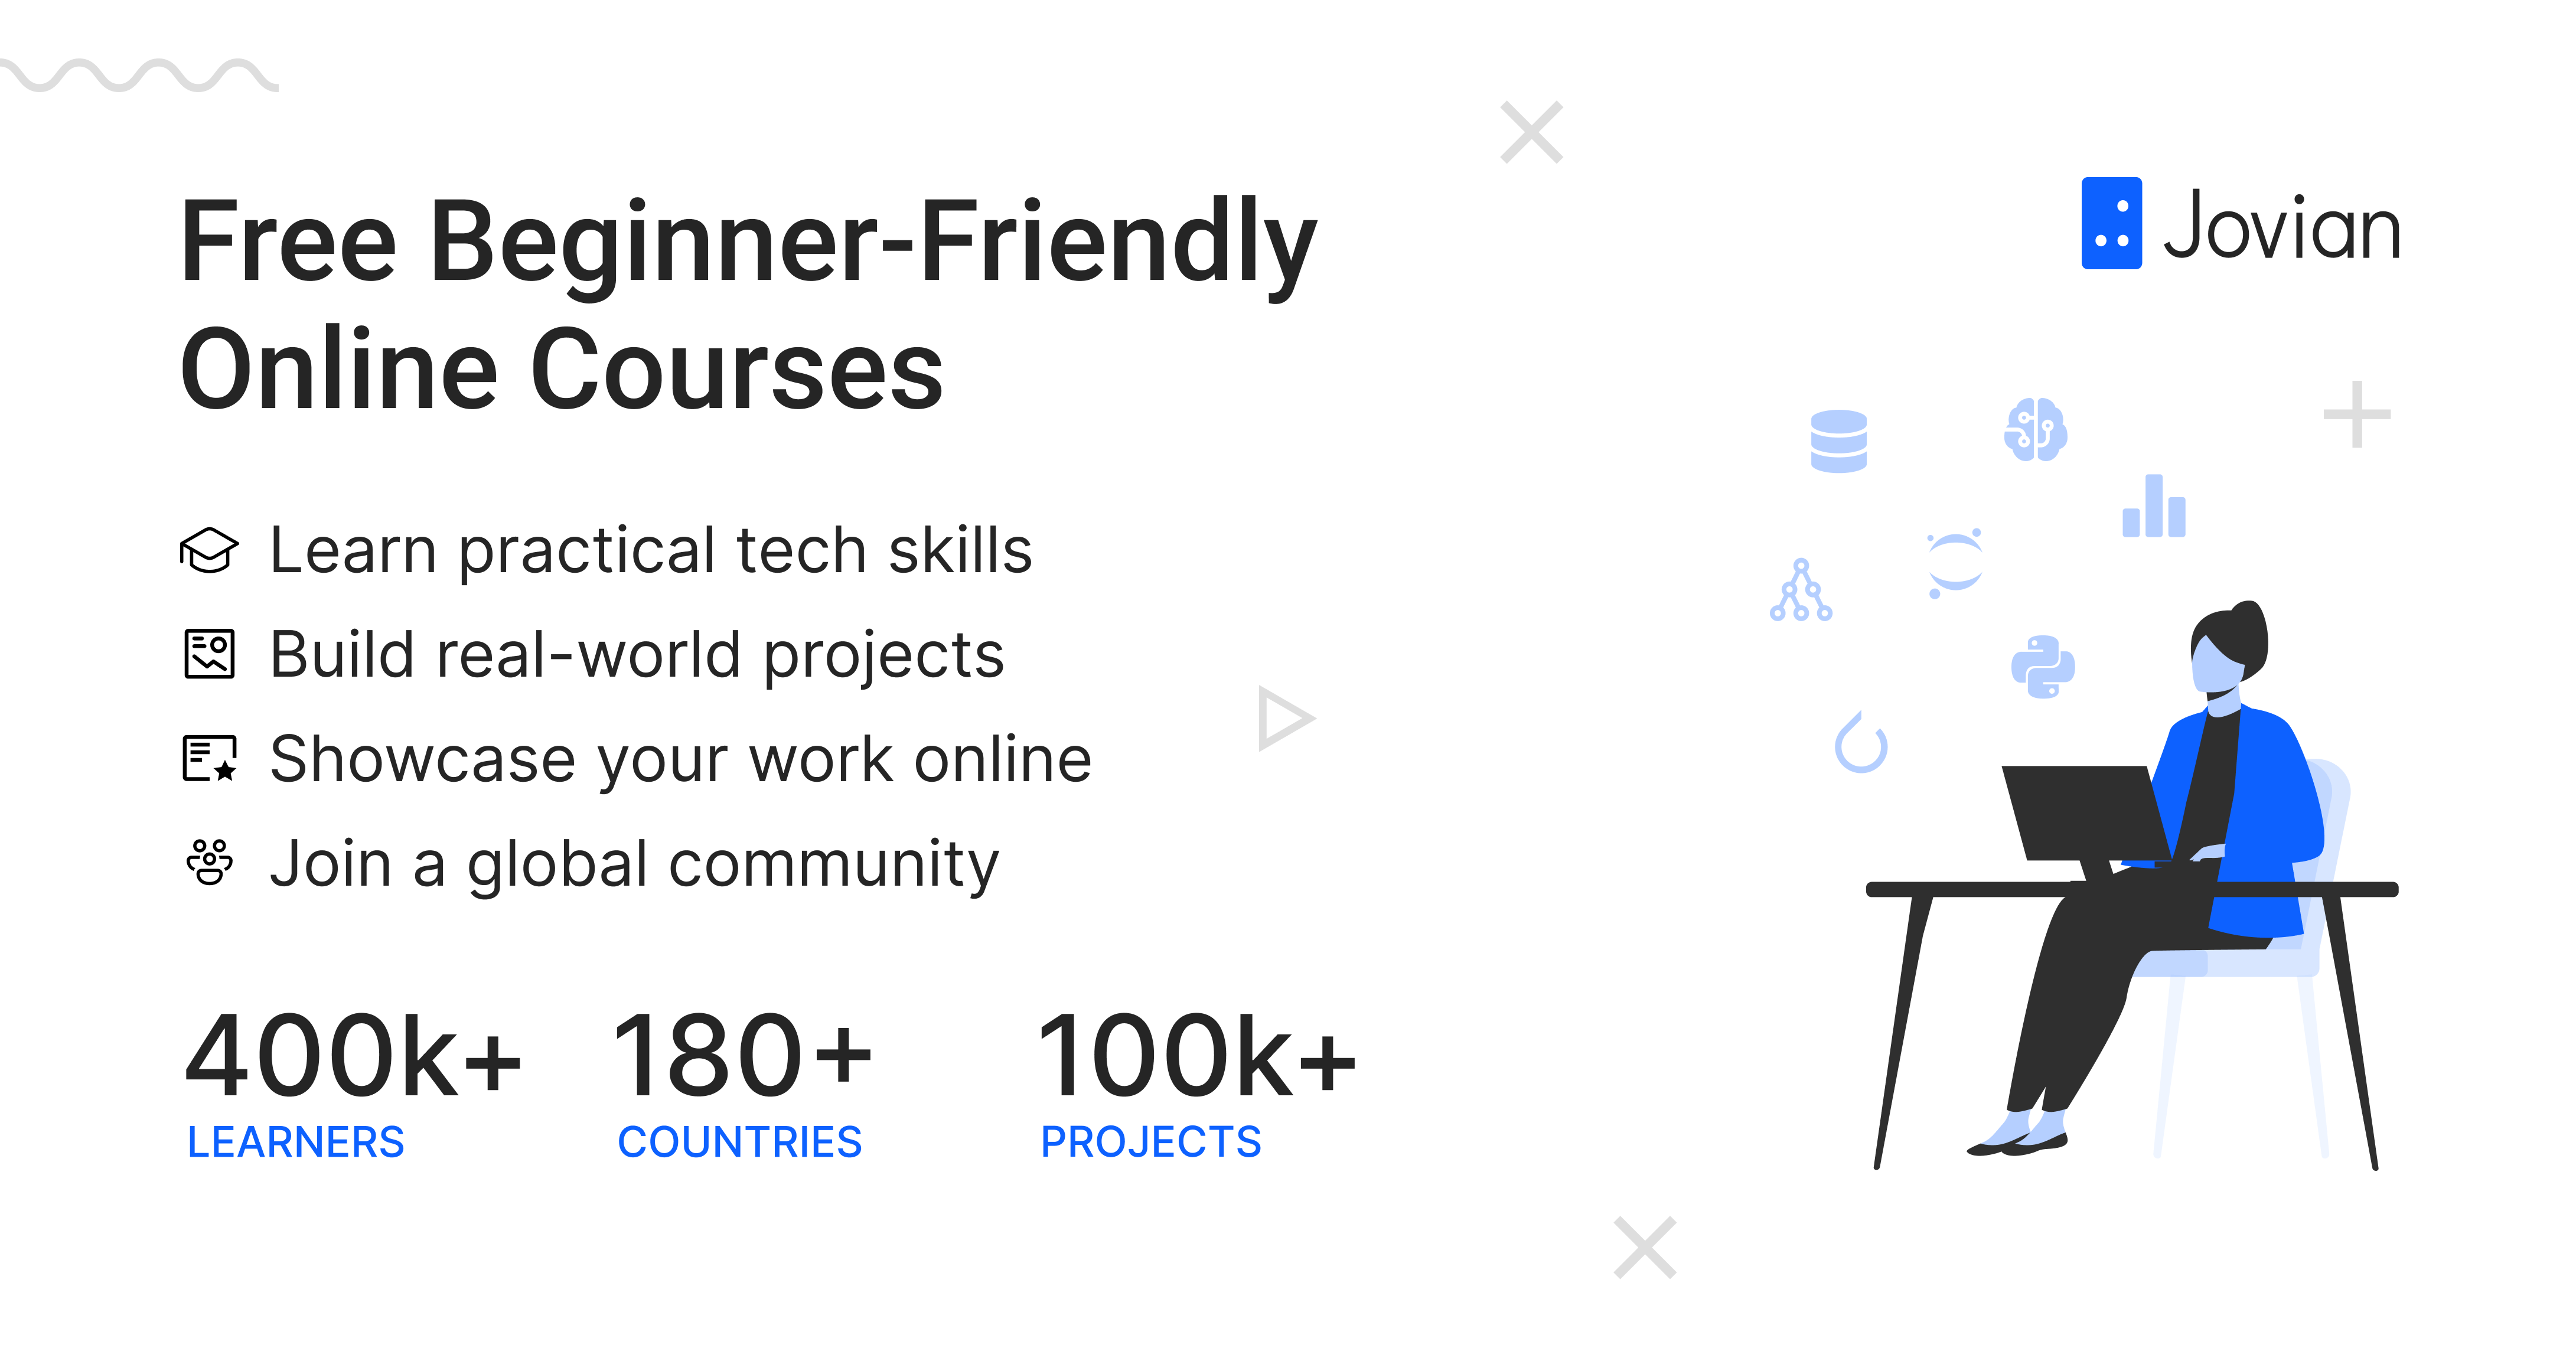 Free Beginner-Friendly
Online Courses
Jovian
Learn practical tech skills
Build real-world projects
Showcase your work online
Join a global community
400k+ 180+ 100k+
LEARNERS COUNTRIES PROJECTS